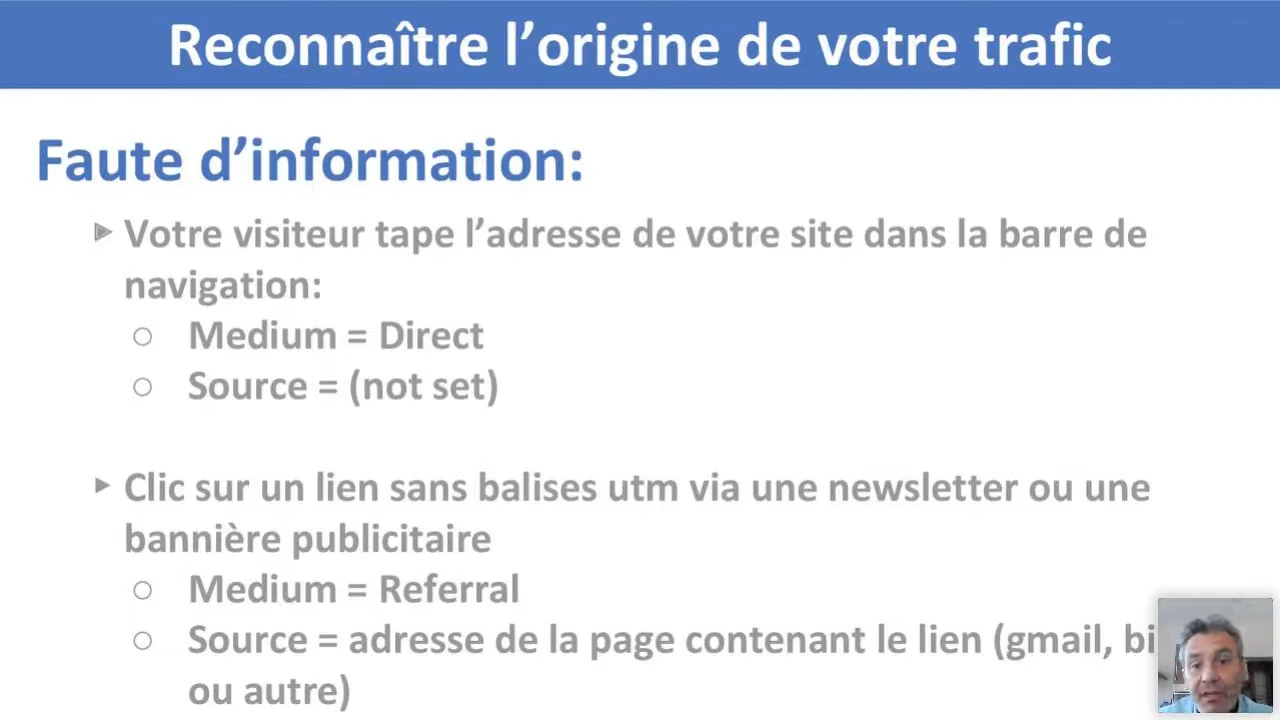 Reconnaître l’origine de votre trafic
Faute d’information:
Votre visiteur tape l’adresse de votre site dans la barre de
navigation:
Medium = Direct
Source = (not set)
Clic sur un lien sans balises utm via une newsletter ou une
bannière publicitaire
Medium = Referral
Source = adresse de la page contenant le lien (gmail,
ou autre)